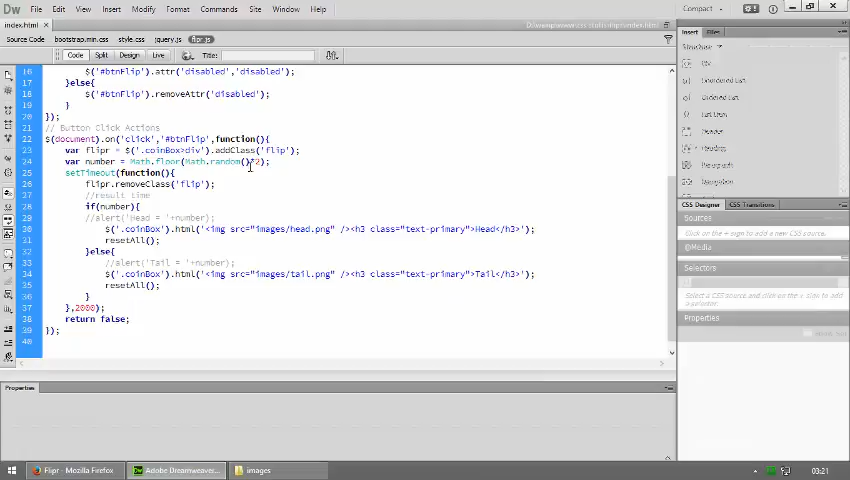 Dw File Edit View Insert Modify Format Commands Site Window Help Compact
index.html ×
Source Code bootstrap.min.css style.css jquery.js flipr.js
Code Split Design Live Title:
16 $('#btnFlip').attr('disabled','disabled');
17 }else{
18 $('#btnFlip').removeAttr('disabled');
19 }
20 });
21 // Button Click Actions
22 $(document).on('click','#btnFlip',function(){
23 var flipr = $('.coinBox>div').addClass('flip');
24 var number = Math.floor(Math.random()*2);
25 setTimeout(function(){
26 flipr.removeClass('flip');
27 //result time
28 if(number){
29 //alert('Head = '+number);
30 $('.coinBox').html('<img src="images/head.png" /><h3 class="text-primary">Head</h3>');
31 resetAll();
32 }else{
33 //alert('Tail = '+number);
34 $('.coinBox').html('<img src="images/tail.png" /><h3 class="text-primary">Tail</h3>');
35 resetAll();
36 }
37 },2000);
38 return false;
39 });
40
Insert Files
Structure
Div
Unordered List
Ordered List
List Item
Header
Heading
Paragraph
Navigation
CSS Designer CSS Transitions
Sources
Click the + sign to add a new CSS source.
@Media
Selectors
Select a CSS source and click on the + sign to add a new selector.
Properties
Properties
Flipr - Mozilla Firefox
Adobe Dreamweaver...
images
03:21